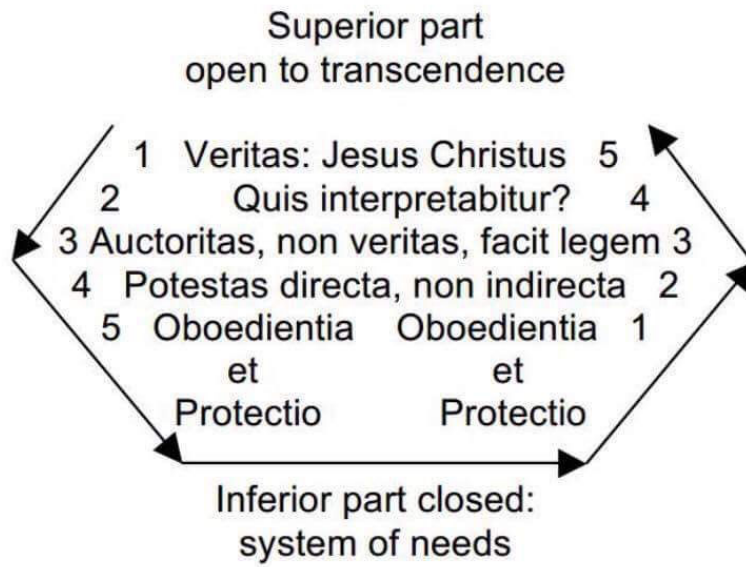 Superior part
open to transcendence
1 Veritas: Jesus Christus 5
2 Quis interpretabitur? 4
3 Auctoritas, non veritas, facit legem 3
4 Potestas directa, non indirecta 2
5 Oboedientia Oboedientia 1
et et
Protectio Protectio
Inferior part closed:
system of needs